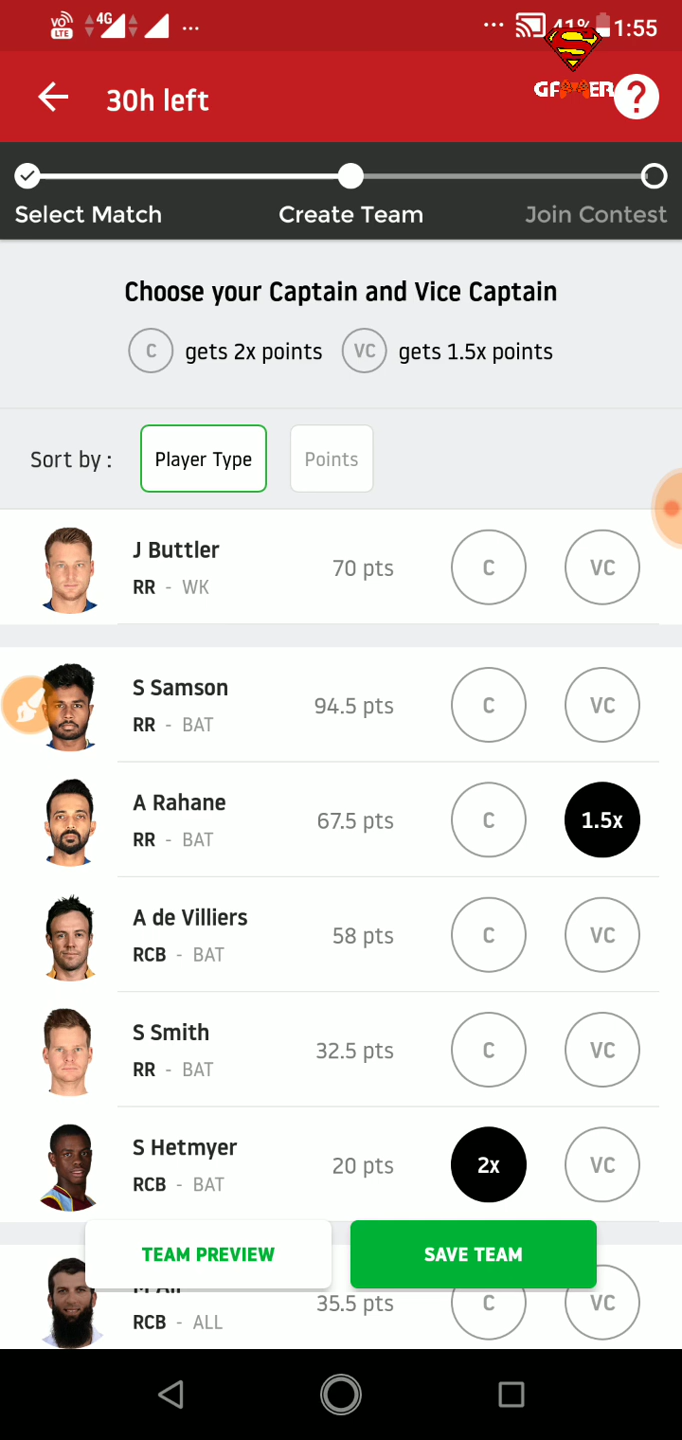 VO LTE 4G ... ... 41% 1:55
30h left
GAMER ?
Select Match Create Team Join Contest
Choose your Captain and Vice Captain
C gets 2x points VC gets 1.5x points
Sort by : Player Type Points
J Buttler
RR - WK 70 pts C VC
S Samson
RR - BAT 94.5 pts C VC
A Rahane
RR - BAT 67.5 pts C 1.5x
A de Villiers
RCB - BAT 58 pts C VC
S Smith
RR - BAT 32.5 pts C VC
S Hetmyer
RCB - BAT 20 pts 2x VC
TEAM PREVIEW SAVE TEAM
RCB - ALL 35.5 pts C VC